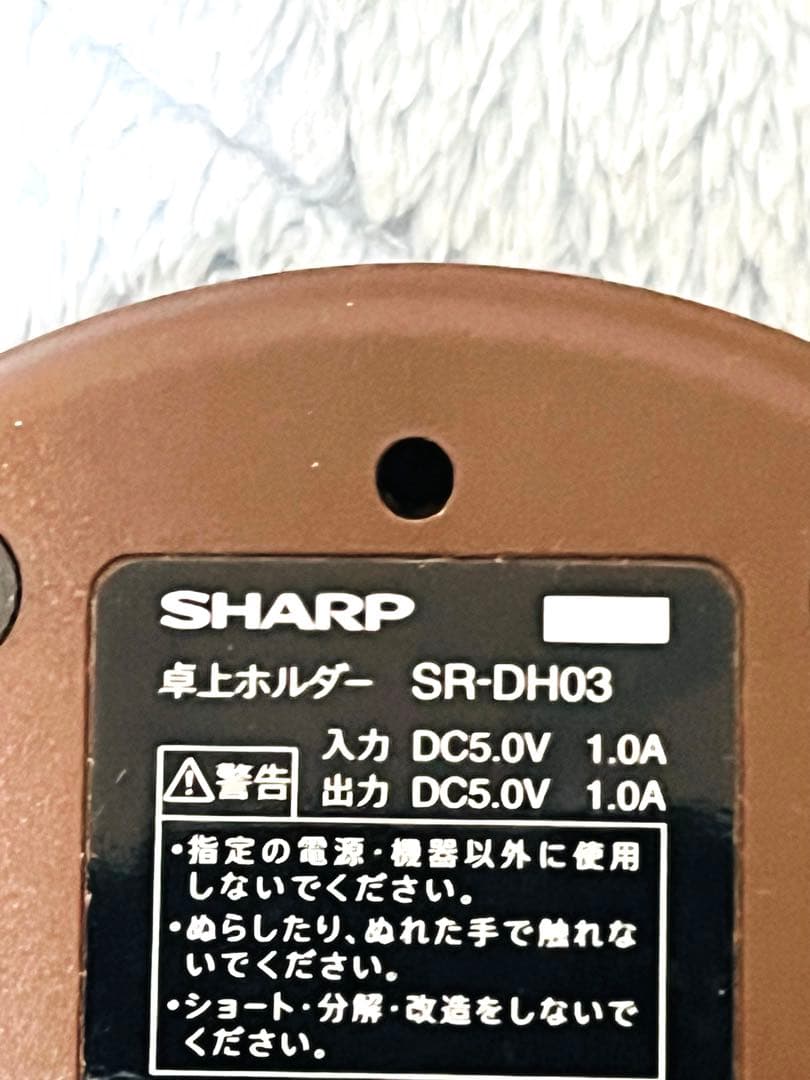 SHARP
卓上ホルダー SR-DH03
入力 DC5.0V 1.0A
⚠警告 出力 DC5.0V 1.0A
・指定の電源・機器以外に使用
しないでください。
・ぬらしたり、ぬれた手で触れな
いでください。
・ショート・分解・改造をしないで
ください。